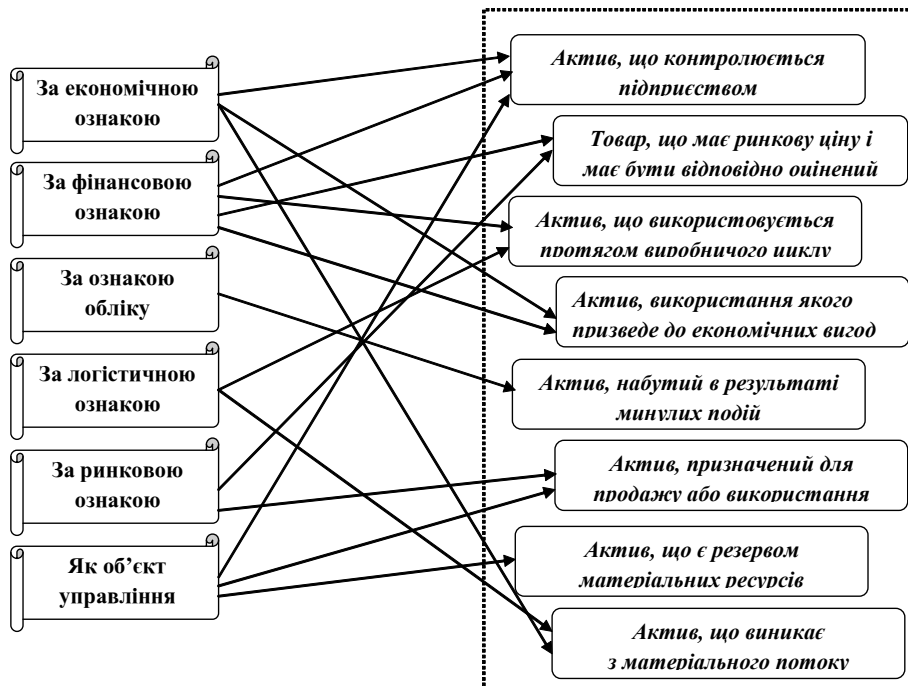 За економічною
ознакою
За фінансовою
ознакою
За ознакою
обліку
За логістичною
ознакою
За ринковою
ознакою
Як об’єкт
управління
Актив, що контролюється
підприєством
Товар, що має ринкову ціну і
має бути відповідно оцінений
Актив, що використовується
протягом виробничого циклу
Актив, використання якого
призведе до економічних вигод
Актив, набутий в результаті
минулих подій
Актив, призначений для
продажу або використання
Актив, що є резервом
матеріальних ресурсів
Актив, що виникає
з матеріального потоку